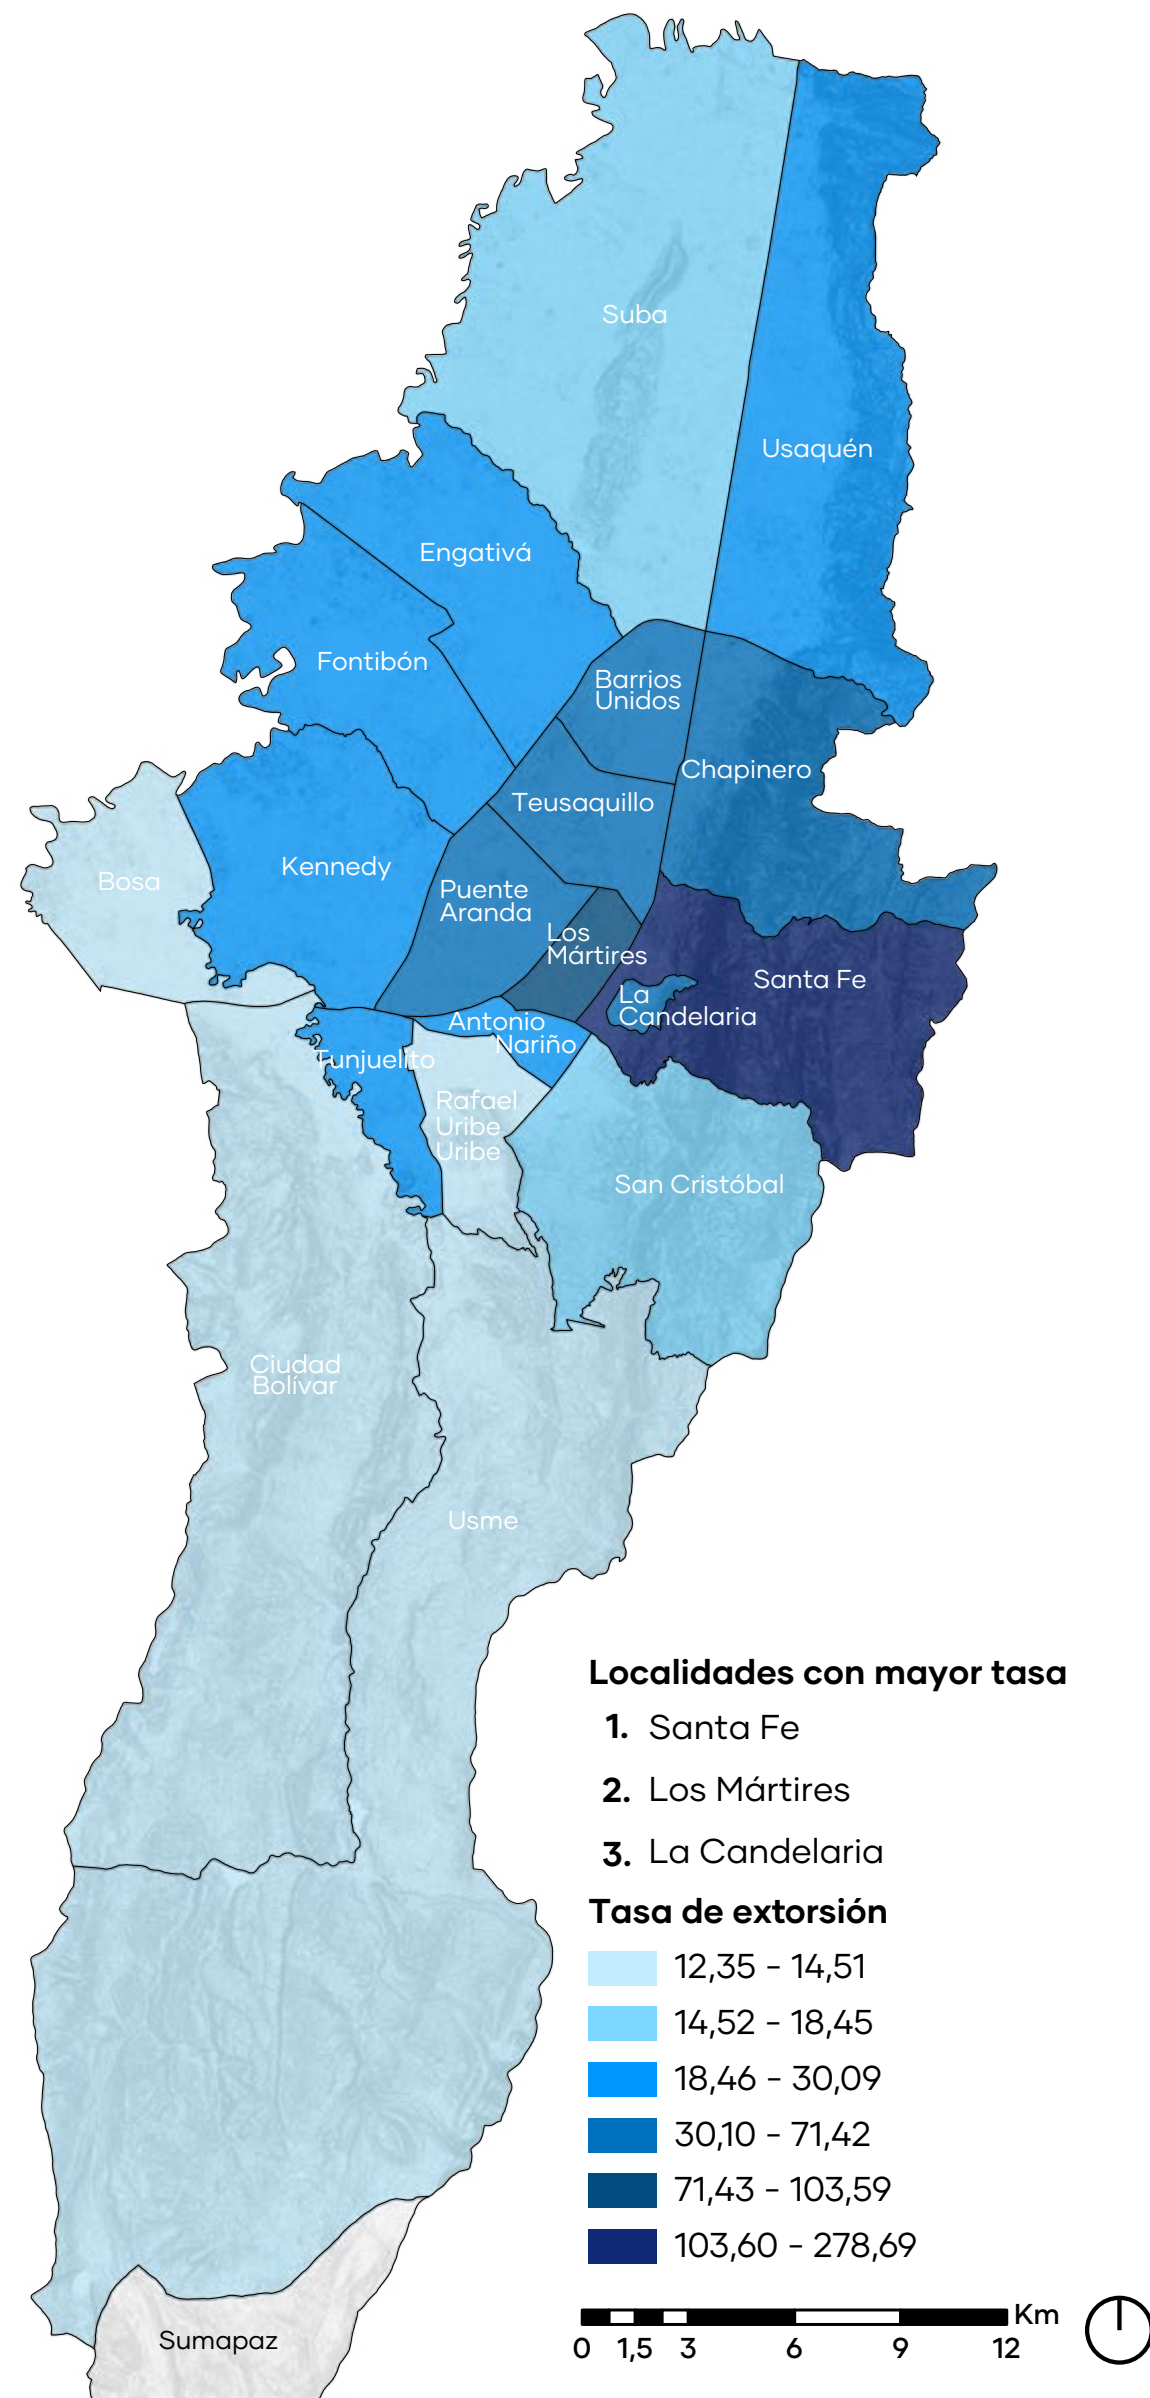 Suba
Usaquén
Engativá
Fontibón
Barrios
Unidos
Chapinero
Teusaquillo
Kennedy
Bosa
Puente
Aranda
Los
Mártires
Santa Fe
La
Candelaria
Antonio
Nariño
Tunjuelito
Rafael
Uribe
Uribe
San Cristóbal
Ciudad
Bolívar
Usme
Localidades con mayor tasa
1. Santa Fe
2. Los Mártires
3. La Candelaria
Tasa de extorsión
12,35 - 14,51
14,52 - 18,45
18,46 - 30,09
30,10 - 71,42
71,43 - 103,59
103,60 - 278,69
Km
0 1,5 3 6 9 12
Sumapaz